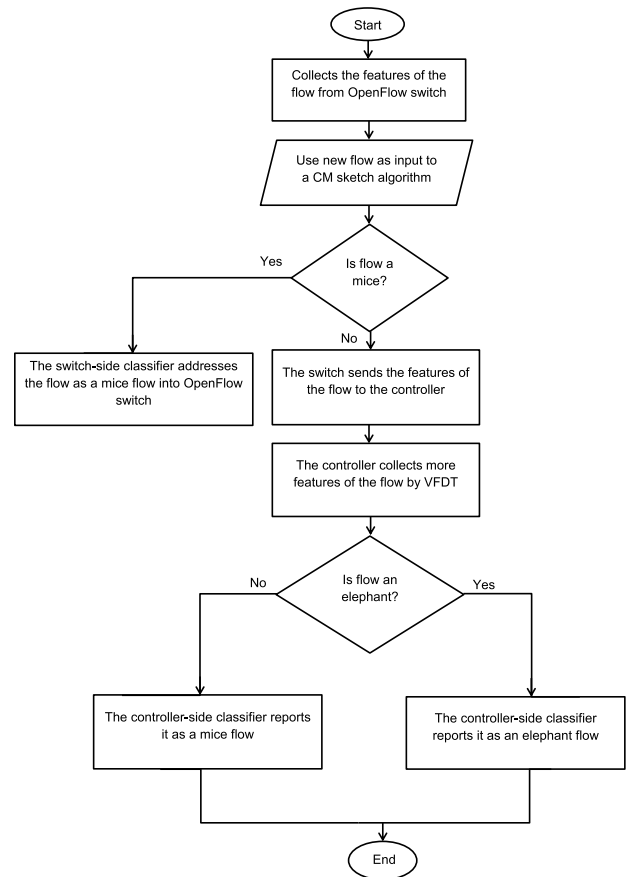 Start
Collects the features of the
flow from OpenFlow switch
Use new flow as input to
a CM sketch algorithm
Is flow a
mice?
Yes
No
The switch-side classifier addresses
the flow as a mice flow into OpenFlow
switch
The switch sends the features of
the flow to the controller
The controller collects more
features of the flow by VFDT
Is flow an
elephant?
No
Yes
The controller-side classifier reports
it as a mice flow
The controller-side classifier
reports it as an elephant flow
End